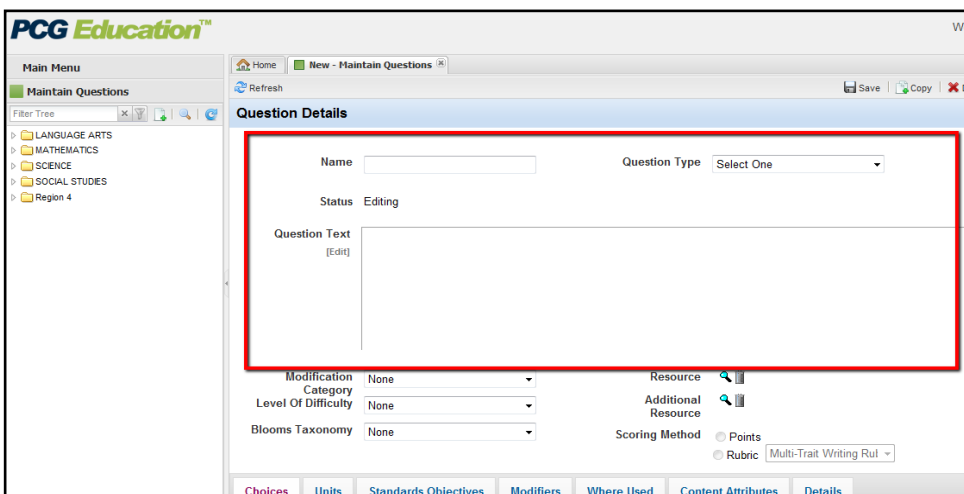 PCG Education™
W
Main Menu
Home
New - Maintain Questions
Maintain Questions
Refresh
Save
Copy
Filter Tree
Question Details
LANGUAGE ARTS
MATHEMATICS
SCIENCE
SOCIAL STUDIES
Region 4
Name
Question Type Select One
Status Editing
Question Text
[Edit]
Modification Category None
Resource
Level Of Difficulty None
Additional Resource
Blooms Taxonomy None
Scoring Method Points
Rubric Multi-Trait Writing Rul
Choices Units Standards Objectives Modifiers Where Used Content Attributes Details